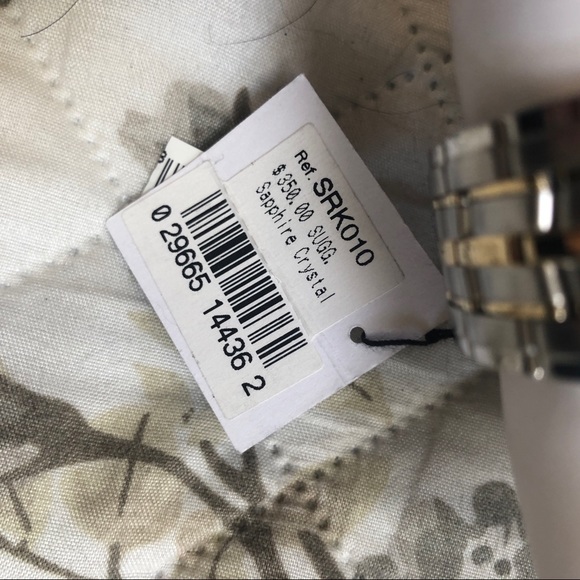 Ref. SRK010
$350.00 SUGG.
Sapphire Crystal
0 29665 14436 2